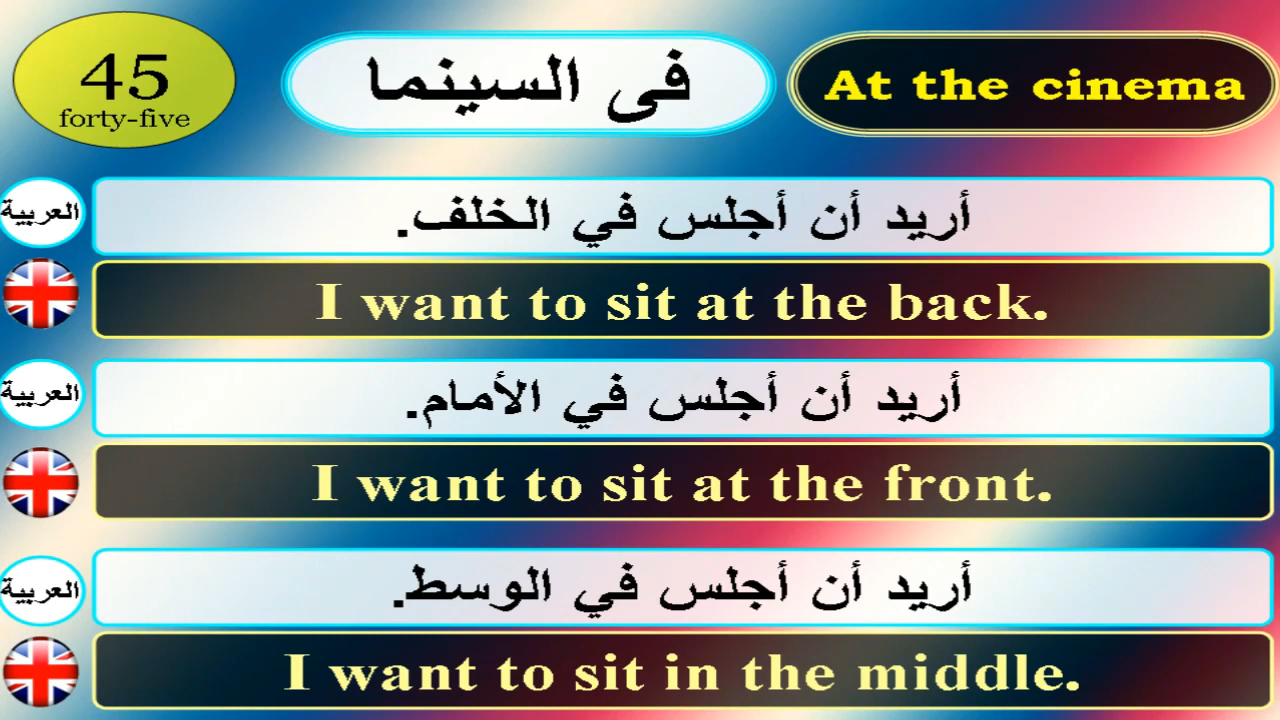 45
forty-five
فى السينما
At the cinema
العربية
أريد أن أجلس في الخلف.
I want to sit at the back.
العربية
أريد أن أجلس في الأمام.
I want to sit at the front.
العربية
أريد أن أجلس في الوسط.
I want to sit in the middle.